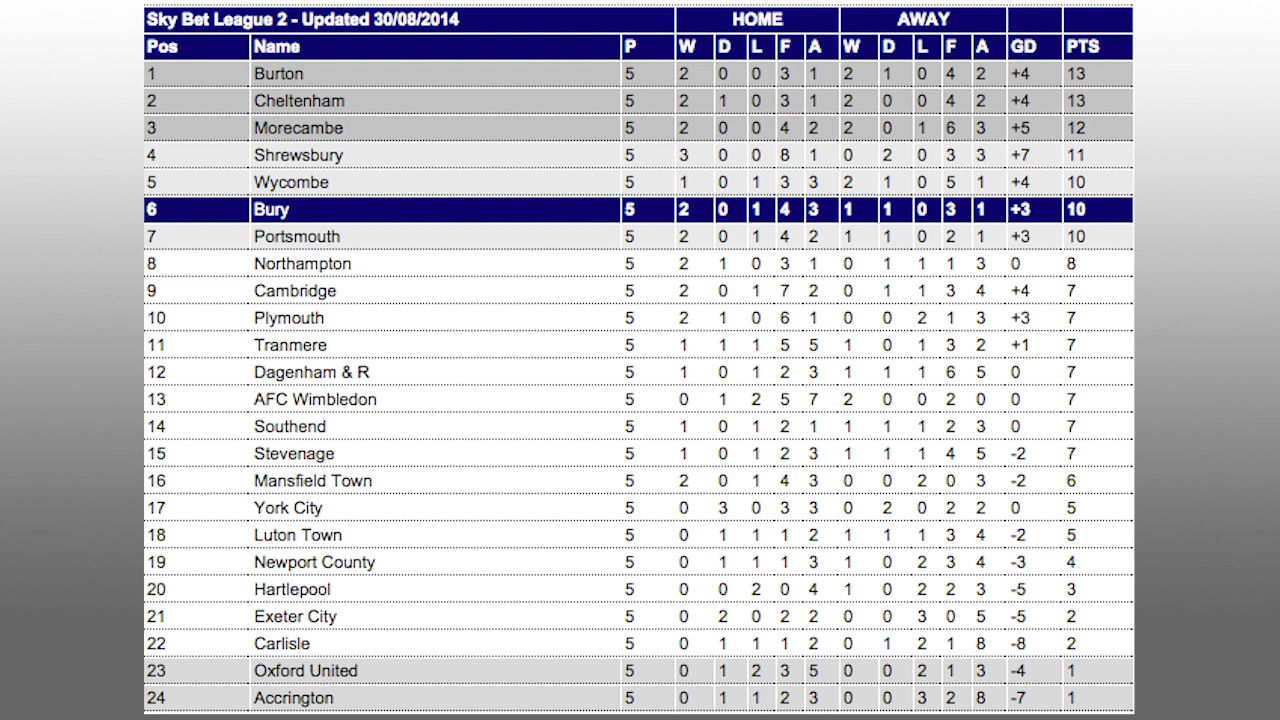 Sky Bet League 2 - Updated 30/08/2014 HOME AWAY
Pos Name P W D L F A W D L F A GD PTS
1 Burton 5 2 0 0 3 1 2 1 0 4 2 +4 13
2 Cheltenham 5 2 1 0 3 1 2 0 0 4 2 +4 13
3 Morecambe 5 2 0 0 4 2 2 0 1 6 3 +5 12
4 Shrewsbury 5 3 0 0 8 1 0 2 0 3 3 +7 11
5 Wycombe 5 1 0 1 3 3 2 1 0 5 1 +4 10
6 Bury 5 2 0 1 4 3 1 1 0 3 1 +3 10
7 Portsmouth 5 2 0 1 4 2 1 1 0 2 1 +3 10
8 Northampton 5 2 1 0 3 1 0 1 1 1 3 0 8
9 Cambridge 5 2 0 1 7 2 0 1 1 3 4 +4 7
10 Plymouth 5 2 1 0 6 1 0 0 2 1 3 +3 7
11 Tranmere 5 1 1 1 5 5 1 0 1 3 2 +1 7
12 Dagenham & R 5 1 0 1 2 3 1 1 1 6 5 0 7
13 AFC Wimbledon 5 0 1 2 5 7 2 0 0 2 0 0 7
14 Southend 5 1 0 1 2 1 1 1 1 2 3 0 7
15 Stevenage 5 1 0 1 2 3 1 1 1 4 5 -2 7
16 Mansfield Town 5 2 0 1 4 3 0 0 2 0 3 -2 6
17 York City 5 0 3 0 3 3 0 2 0 2 2 0 5
18 Luton Town 5 0 1 1 1 2 1 1 1 3 4 -2 5
19 Newport County 5 0 1 1 1 3 1 0 2 3 4 -3 4
20 Hartlepool 5 0 0 2 0 4 1 0 2 2 3 -5 3
21 Exeter City 5 0 2 0 2 2 0 0 3 0 5 -5 2
22 Carlisle 5 0 1 1 1 2 0 1 2 1 8 -8 2
23 Oxford United 5 0 1 2 3 5 0 0 2 1 3 -4 1
24 Accrington 5 0 1 1 2 3 0 0 3 2 8 -7 1